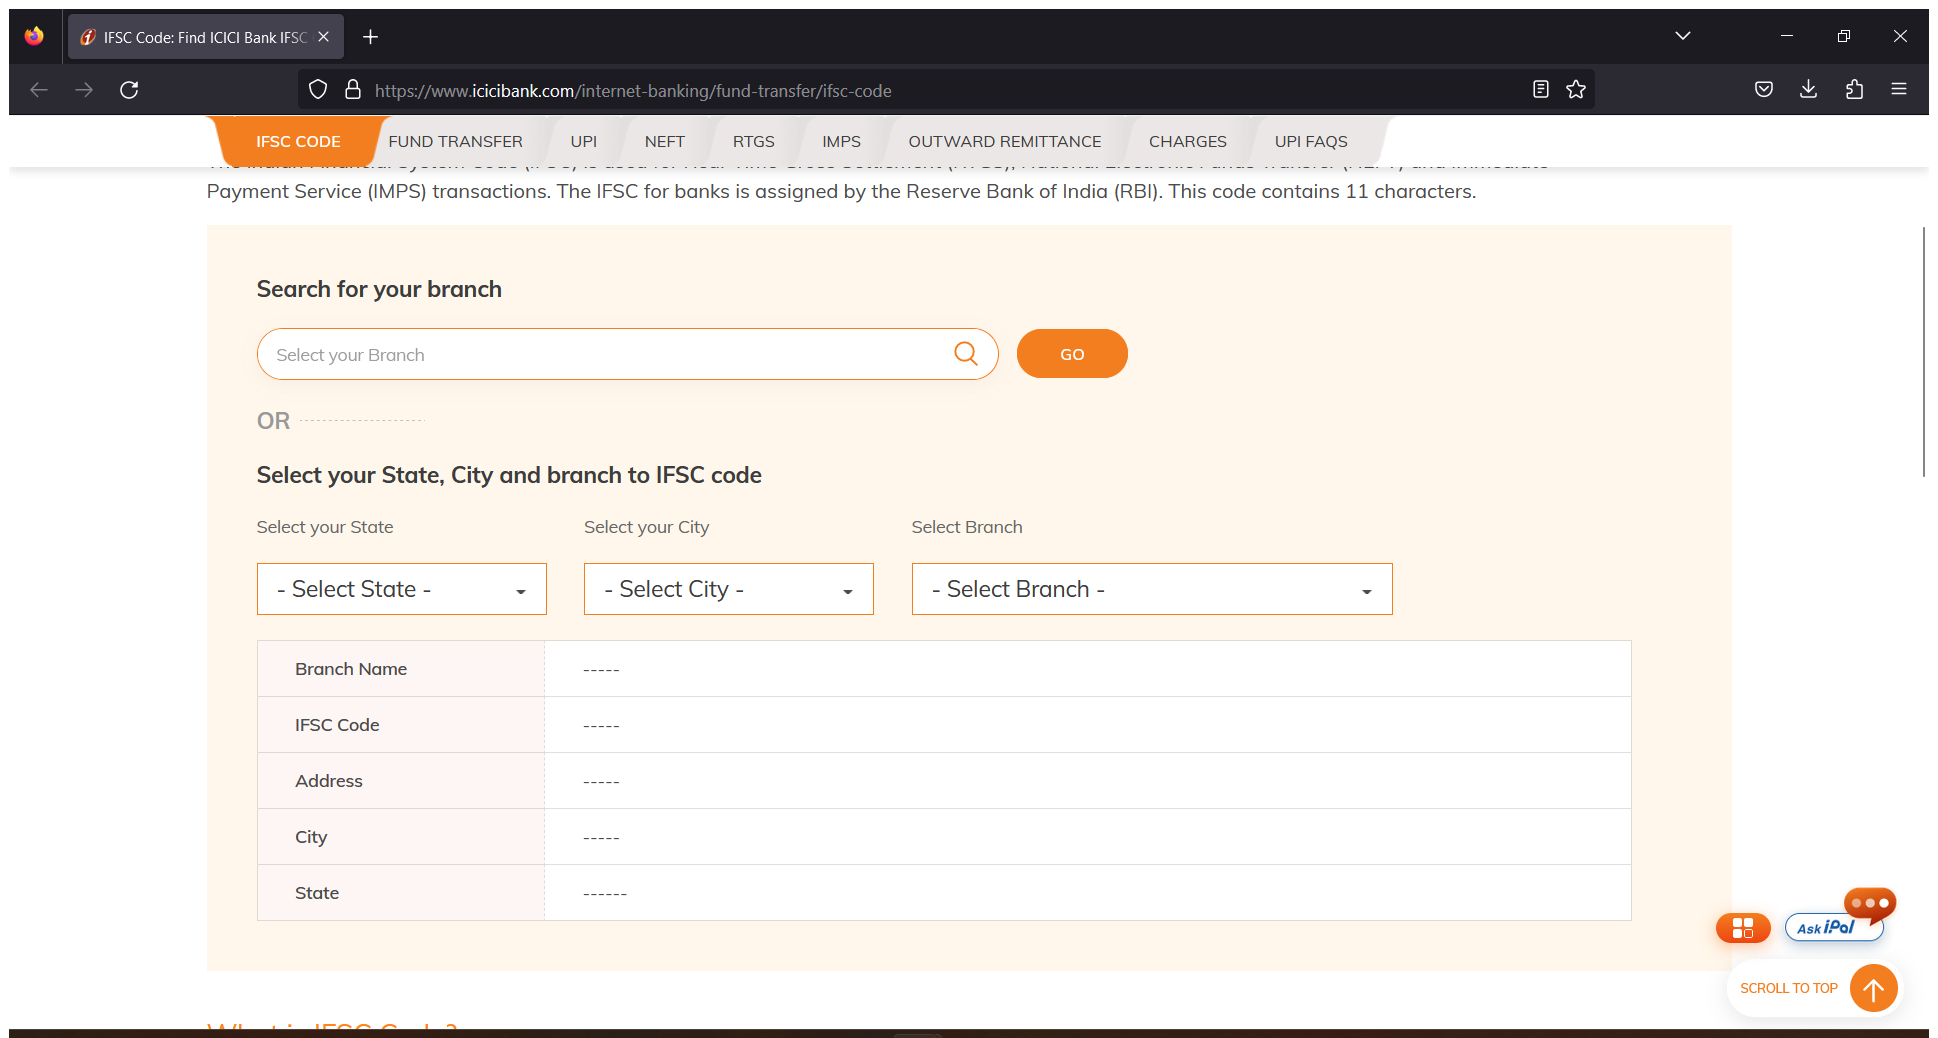 IFSC Code: Find ICICI Bank IFSC
https://www.icicibank.com/internet-banking/fund-transfer/ifsc-code
IFSC CODE FUND TRANSFER UPI NEFT RTGS IMPS OUTWARD REMITTANCE CHARGES UPI FAQS
Payment Service (IMPS) transactions. The IFSC for banks is assigned by the Reserve Bank of India (RBI). This code contains 11 characters.
Search for your branch
Select your Branch
GO
OR
Select your State, City and branch to IFSC code
Select your State Select your City Select Branch
- Select State - - Select City - - Select Branch -
Branch Name -----
IFSC Code -----
Address -----
City -----
State ------
Ask iPal
SCROLL TO TOP
What is IFSC Code?